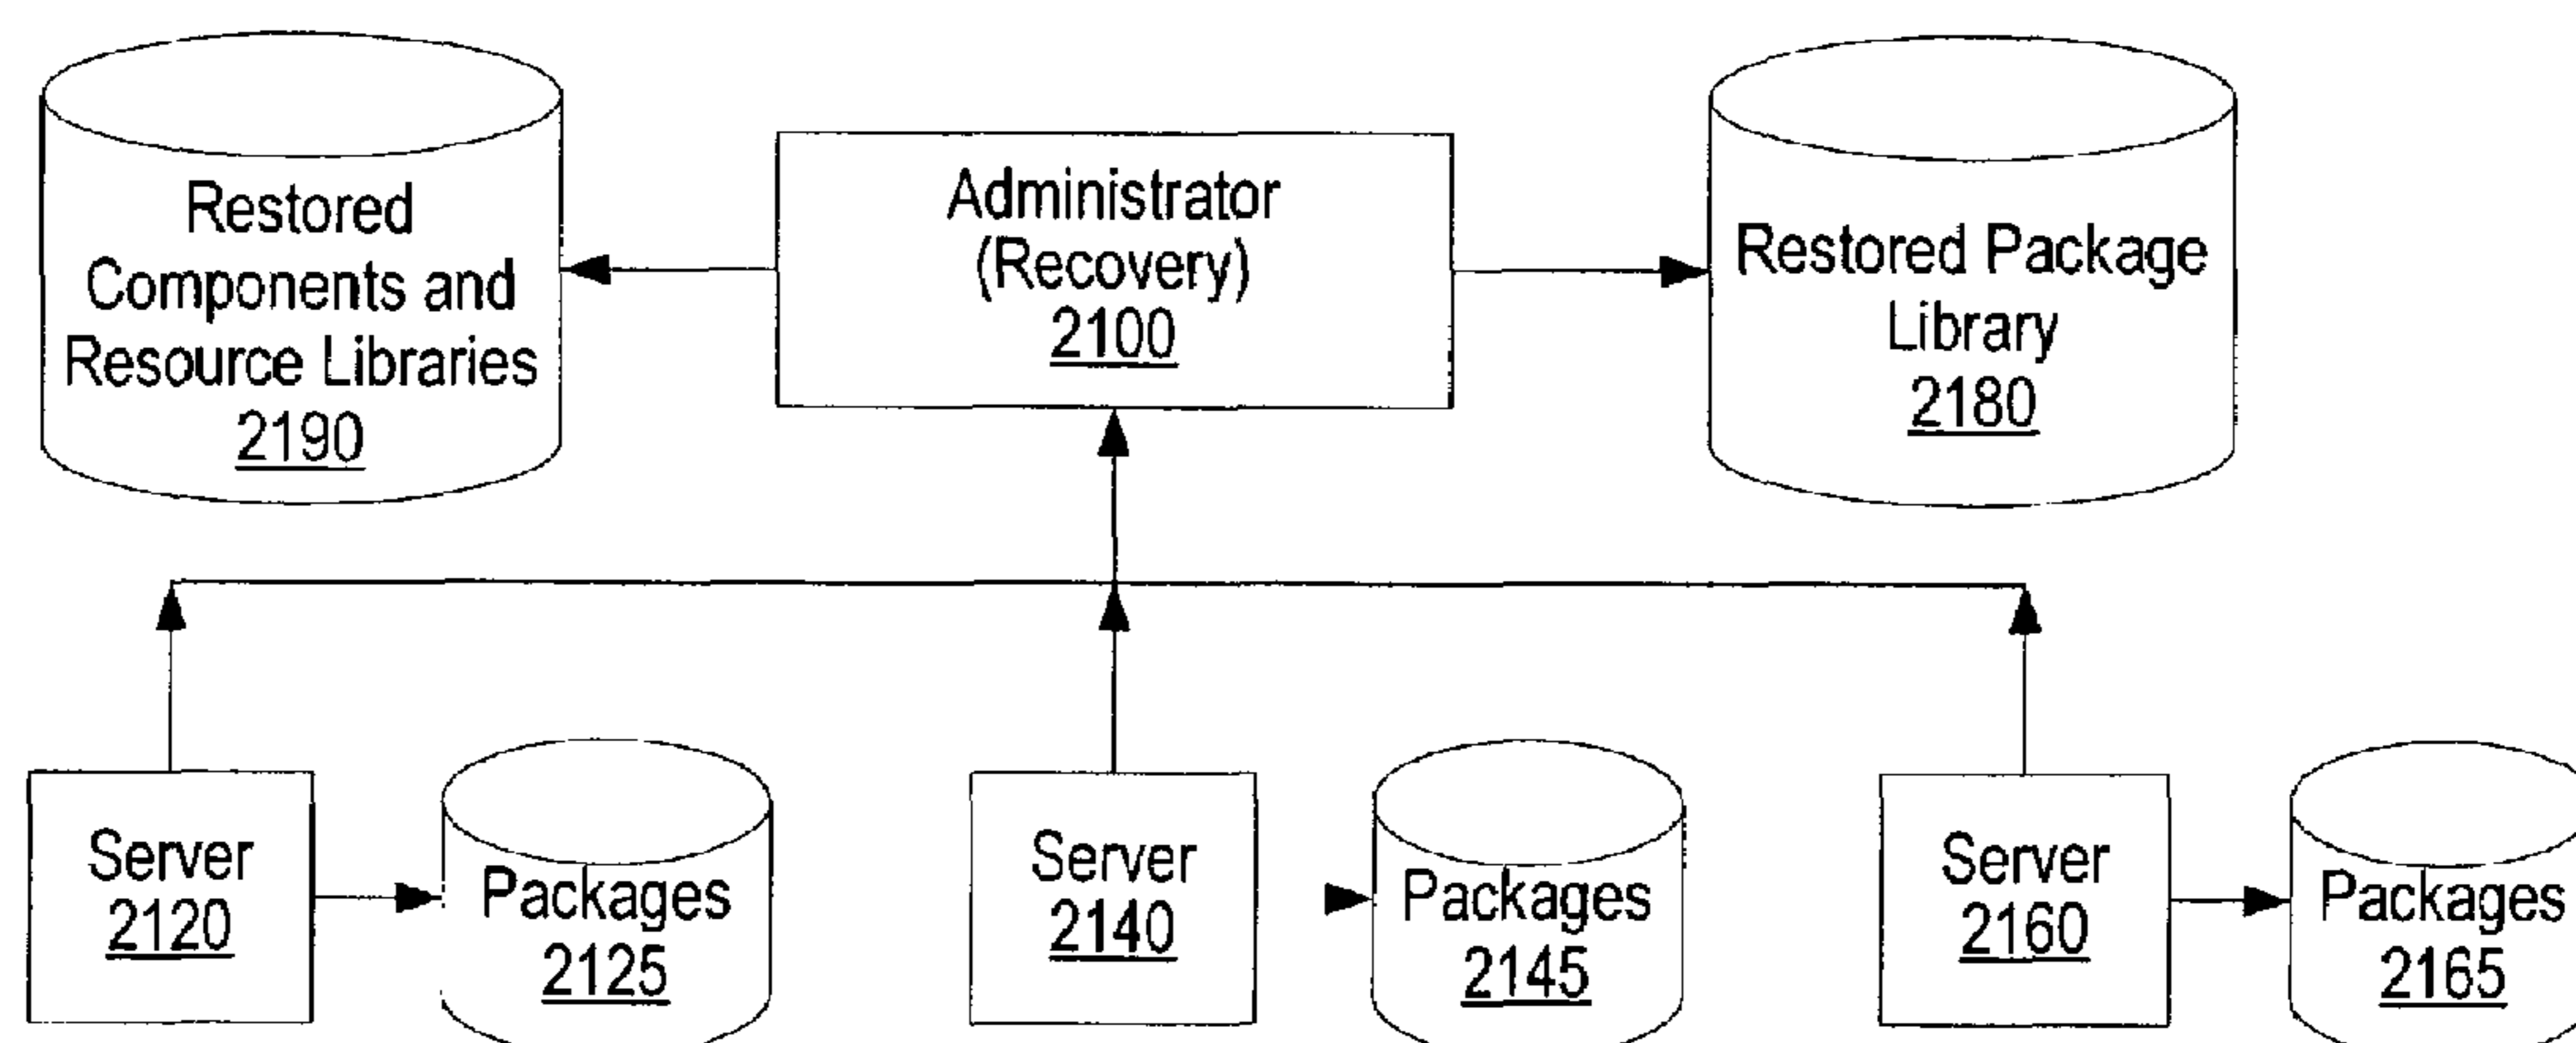 Restored
Components and
Resource Libraries
2190
Administrator
(Recovery)
2100
Restored Package
Library
2180
Server
2120
Packages
2125
Server
2140
Packages
2145
Server
2160
Packages
2165